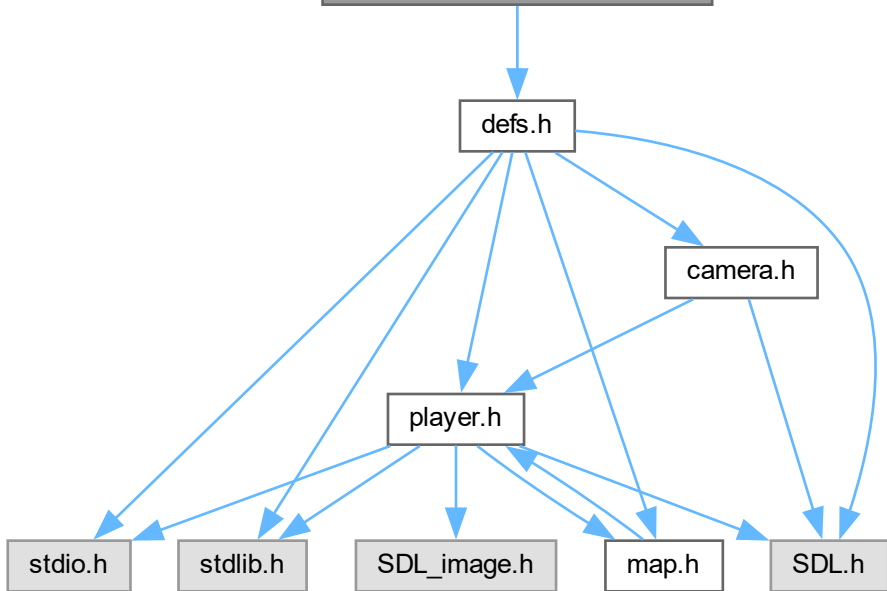 defs.h
camera.h
player.h
stdio.h
stdlib.h
SDL_image.h
map.h
SDL.h